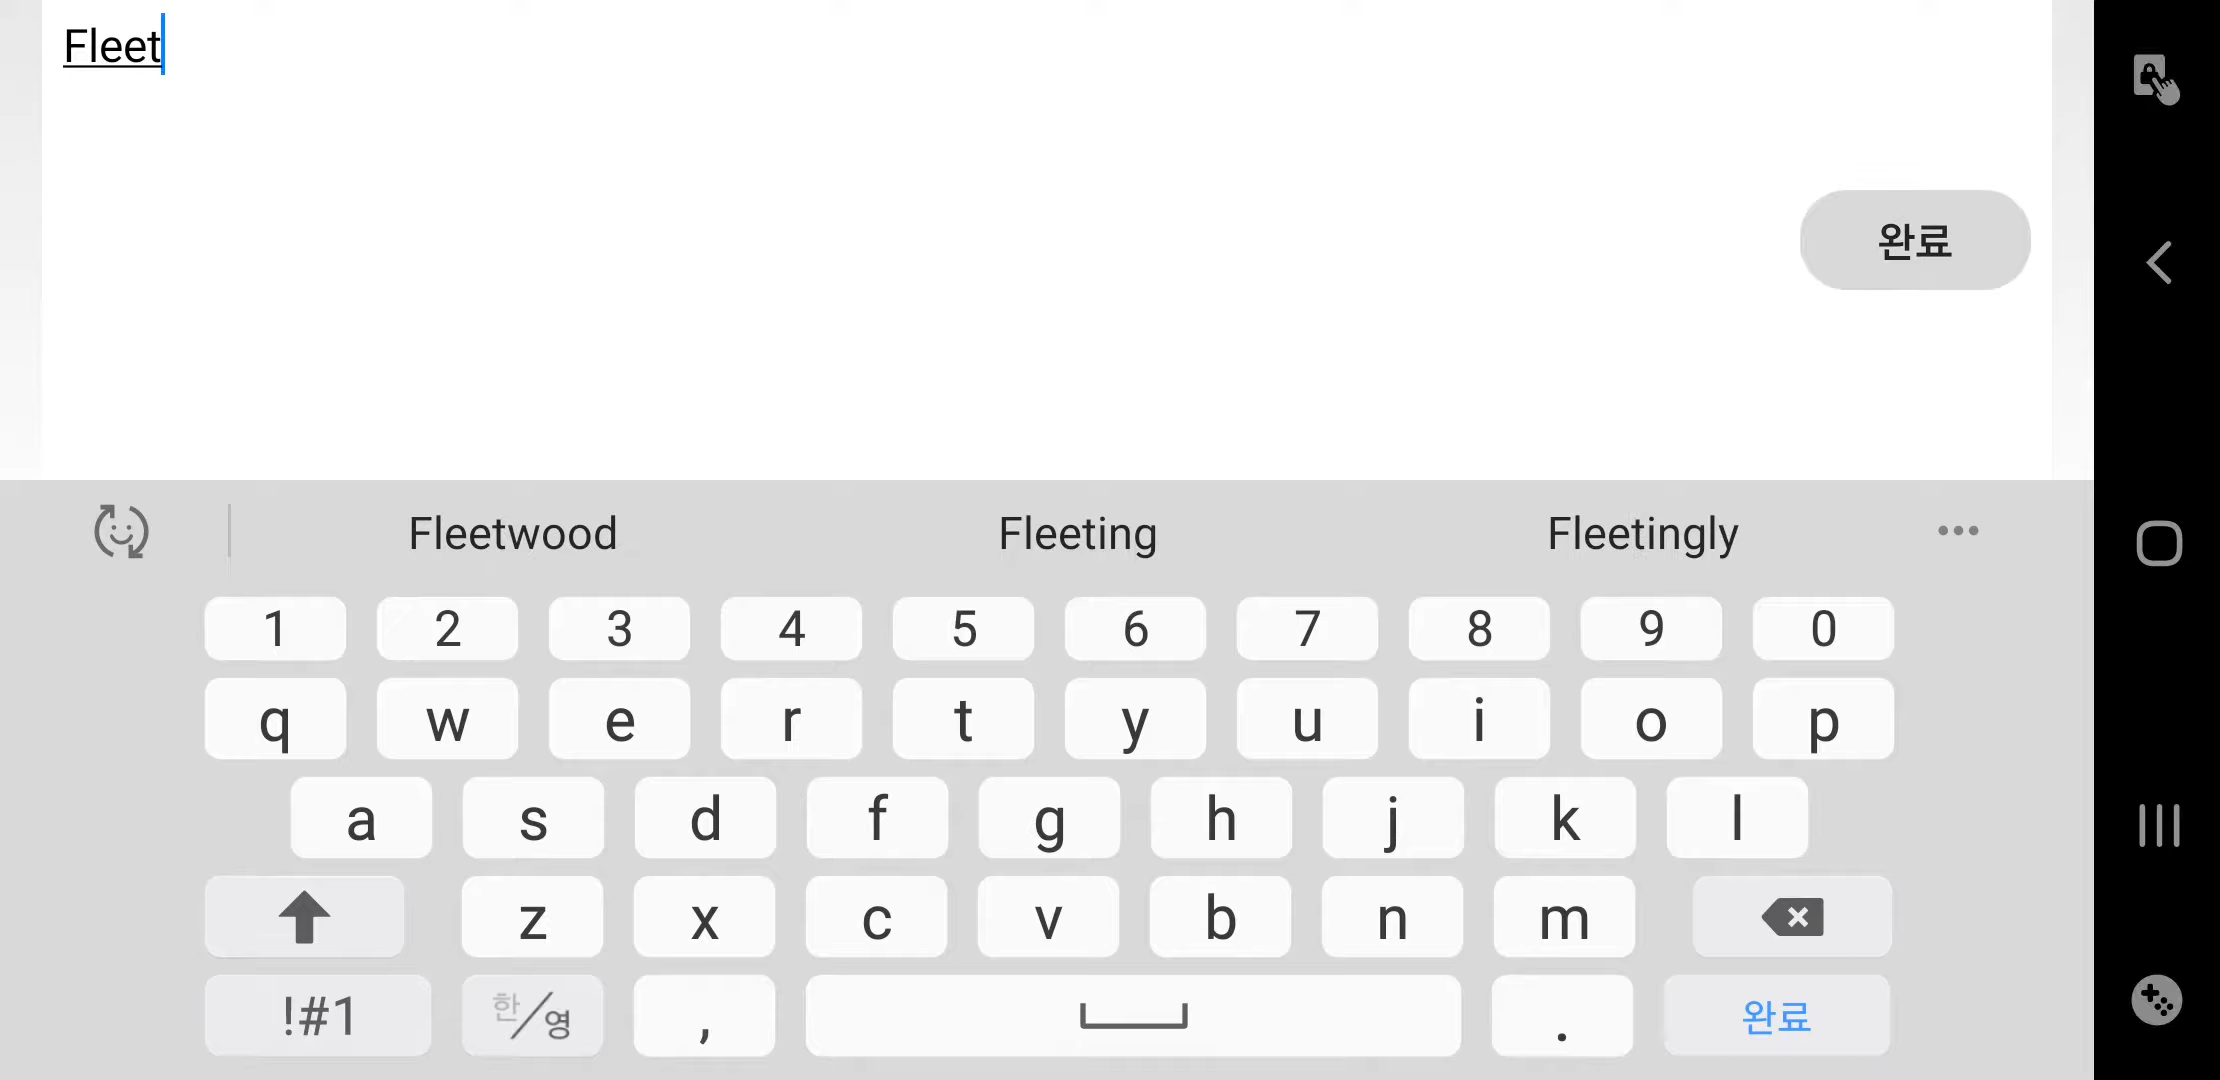 Fleet
완료
Fleetwood Fleeting Fleetingly
1 2 3 4 5 6 7 8 9 0
q w e r t y u i o p
a s d f g h j k l
z x c v b n m
!#1 한/영 , . 완료